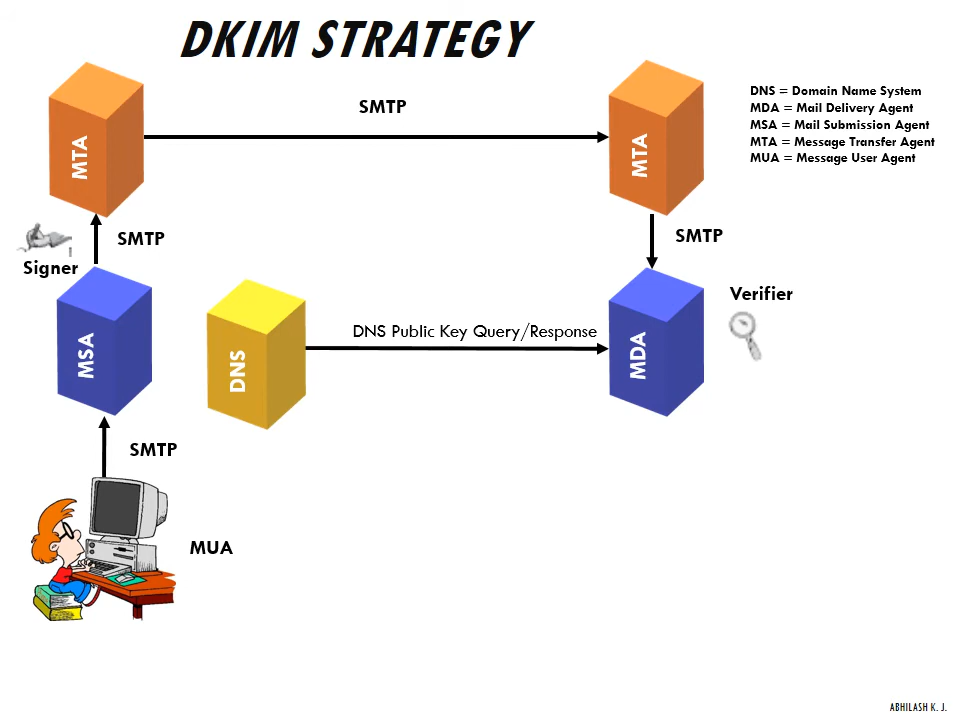 DKIM STRATEGY
SMTP
MTA
MTA
DNS = Domain Name System
MDA = Mail Delivery Agent
MSA = Mail Submission Agent
MTA = Message Transfer Agent
MUA = Message User Agent
SMTP
SMTP
Signer
Verifier
MSA
DNS
DNS Public Key Query/Response
MDA
SMTP
MUA
ABHILASH K. J.